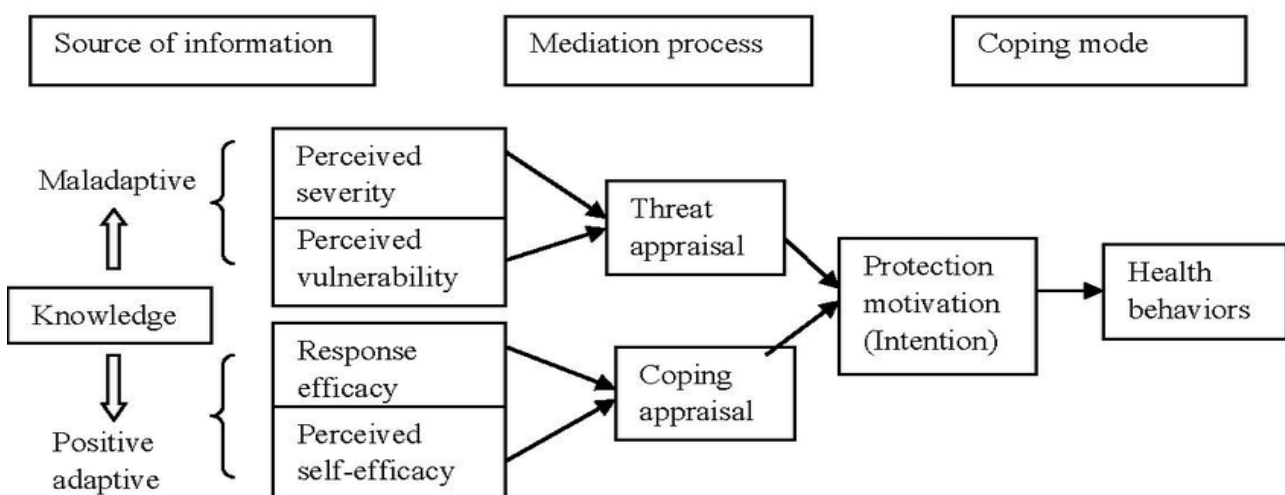 Source of information
Mediation process
Coping mode
Maladaptive
Perceived
severity
Perceived
vulnerability
Threat
appraisal
Knowledge
Protection
motivation
(Intention)
Health
behaviors
Response
efficacy
Perceived
self-efficacy
Coping
appraisal
Positive
adaptive